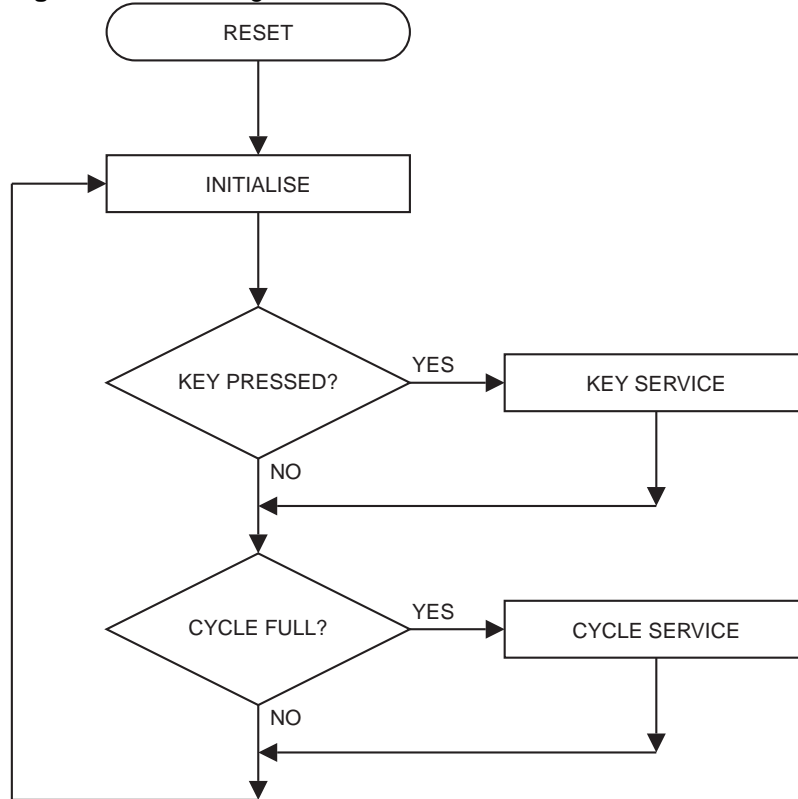 RESET
INITIALISE
KEY PRESSED?
YES
KEY SERVICE
NO
CYCLE FULL?
YES
CYCLE SERVICE
NO